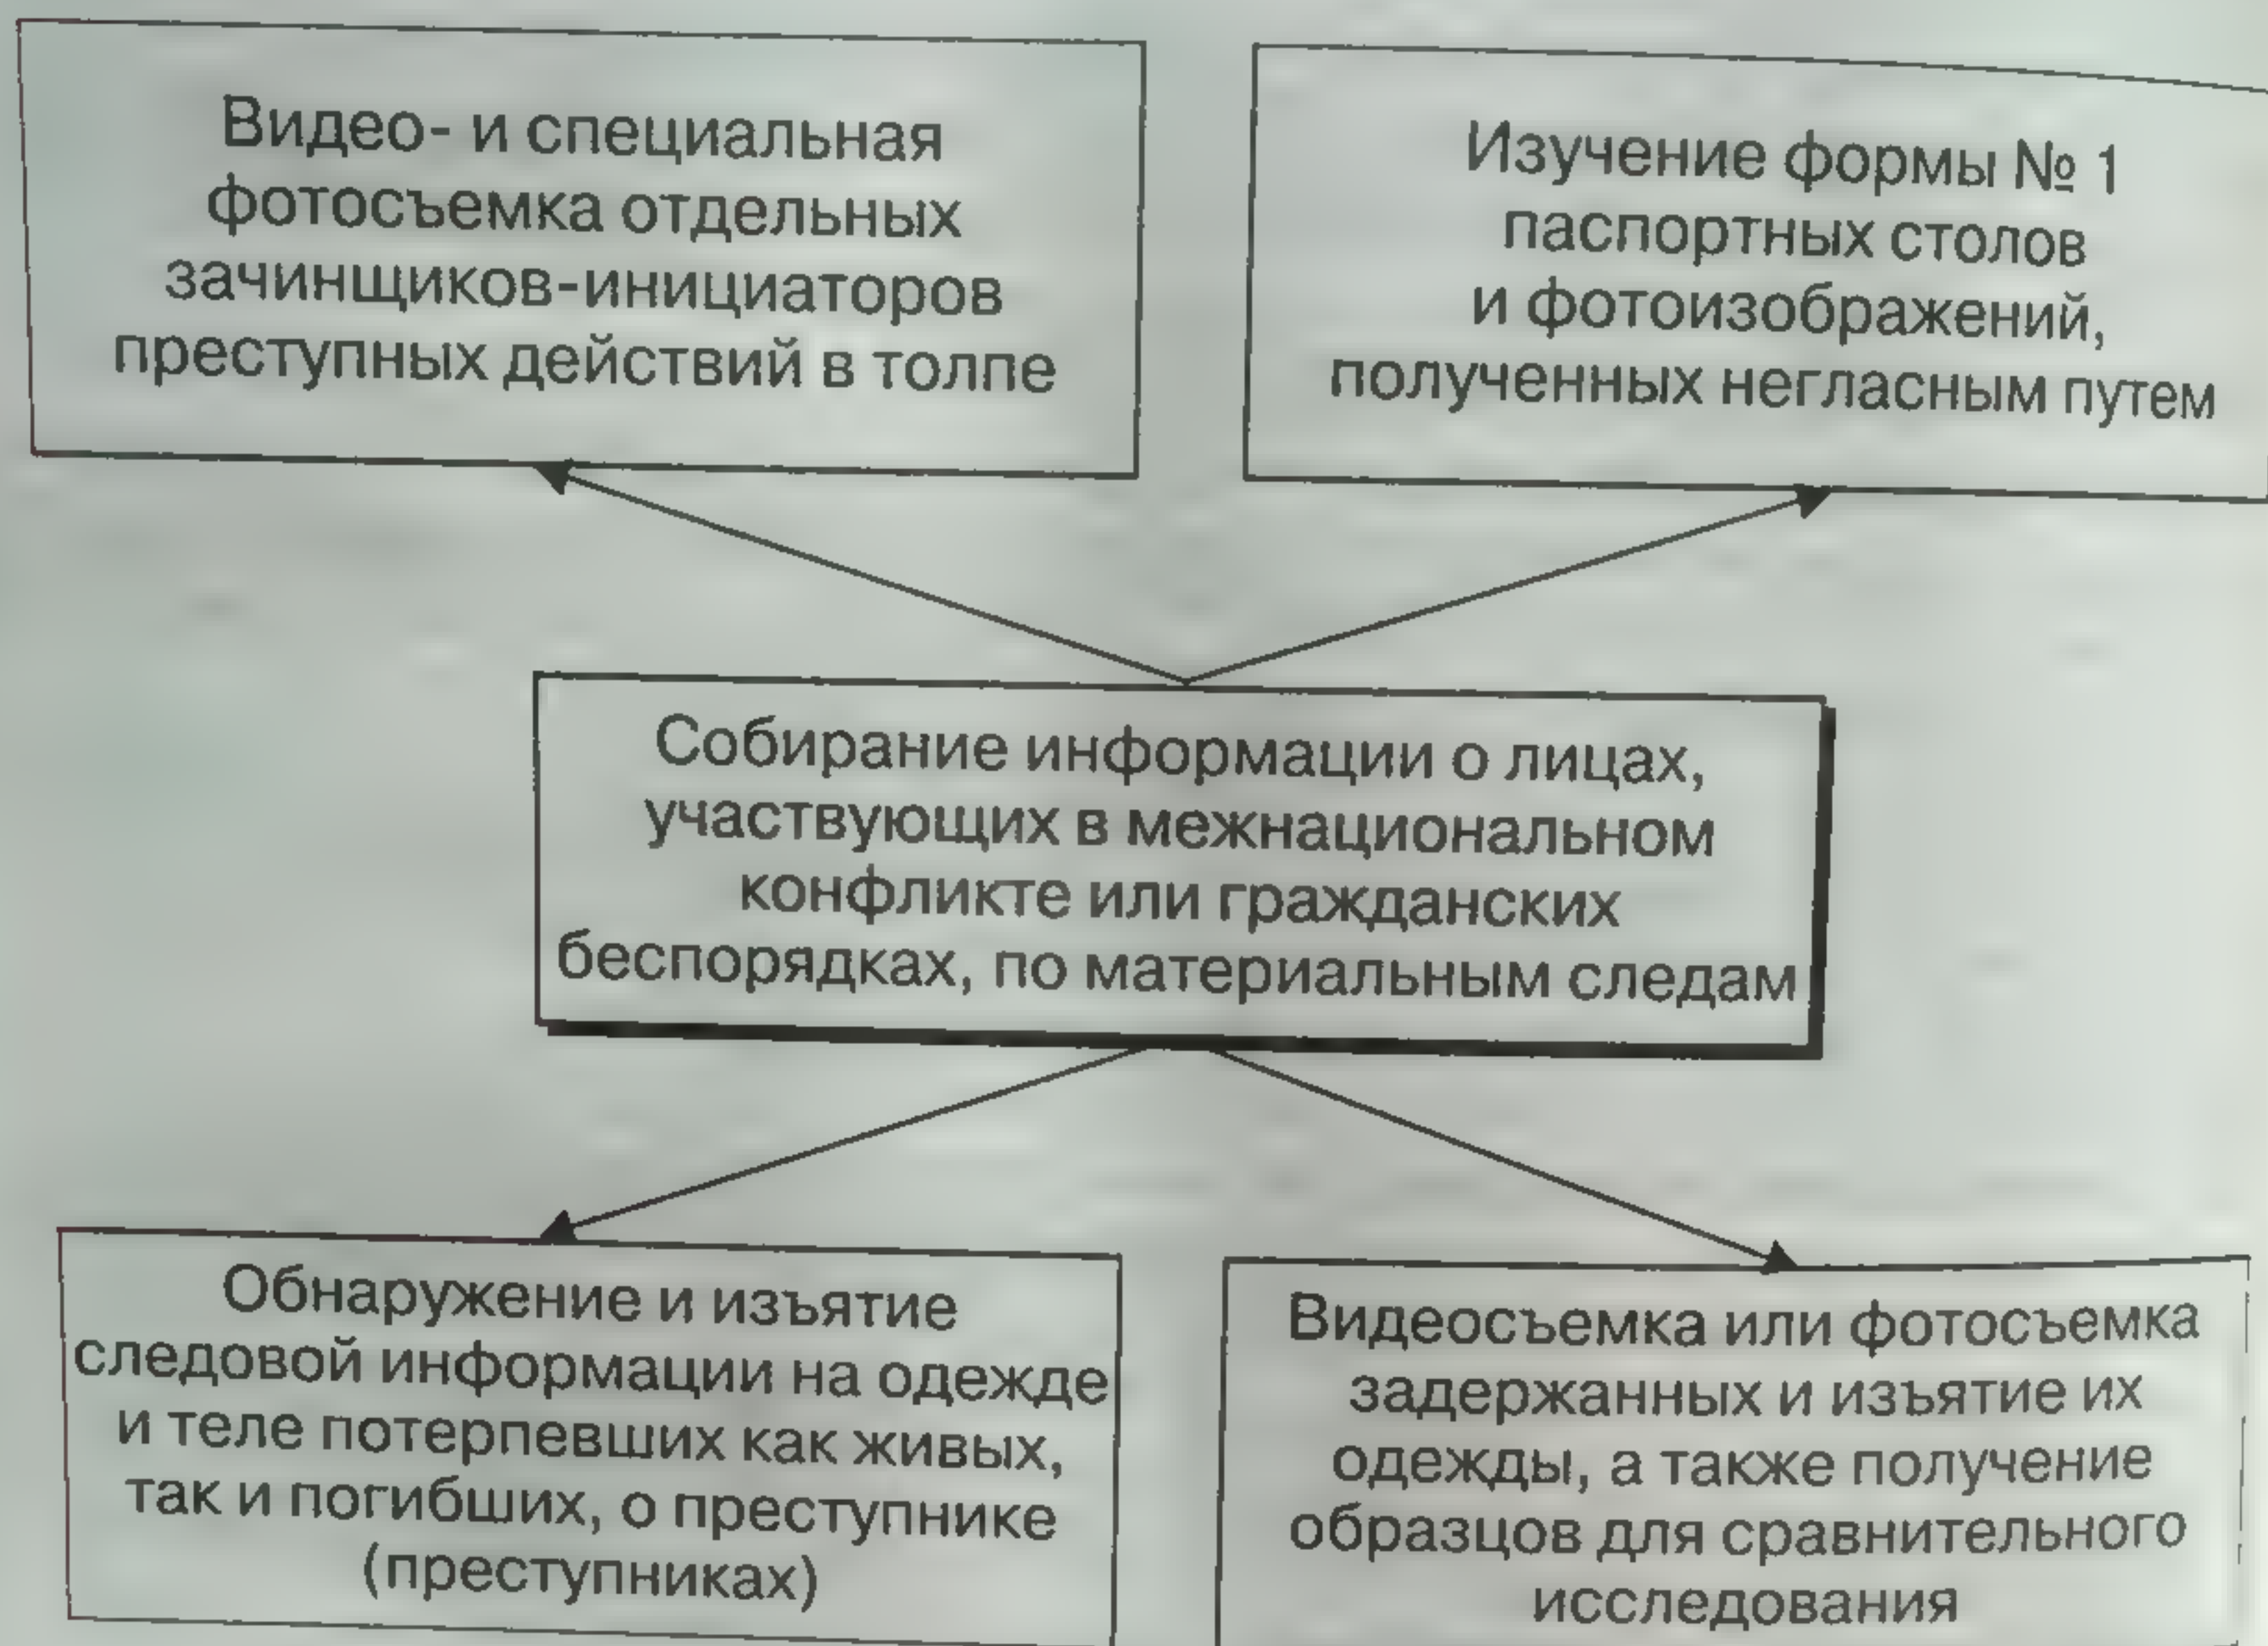 Видео- и специальная
фотосъемка отдельных
зачинщиков-инициаторов
преступных действий в толпе
Изучение формы № 1
паспортных столов
и фотоизображений,
полученных негласным путем
Собирание информации о лицах,
участвующих в межнациональном
конфликте или гражданских
беспорядках, по материальным следам
Обнаружение и изъятие
следовой информации на одежде
и теле потерпевших как живых,
так и погибших, о преступнике
(преступниках)
Видеосъемка или фотосъемка
задержанных и изъятие их
одежды, а также получение
образцов для сравнительного
исследования